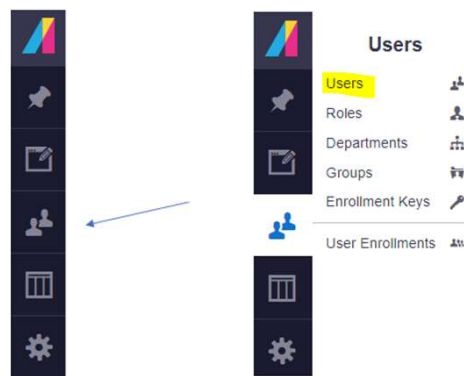 Users
Users
Roles
Departments
Groups
Enrollment Keys
User Enrollments